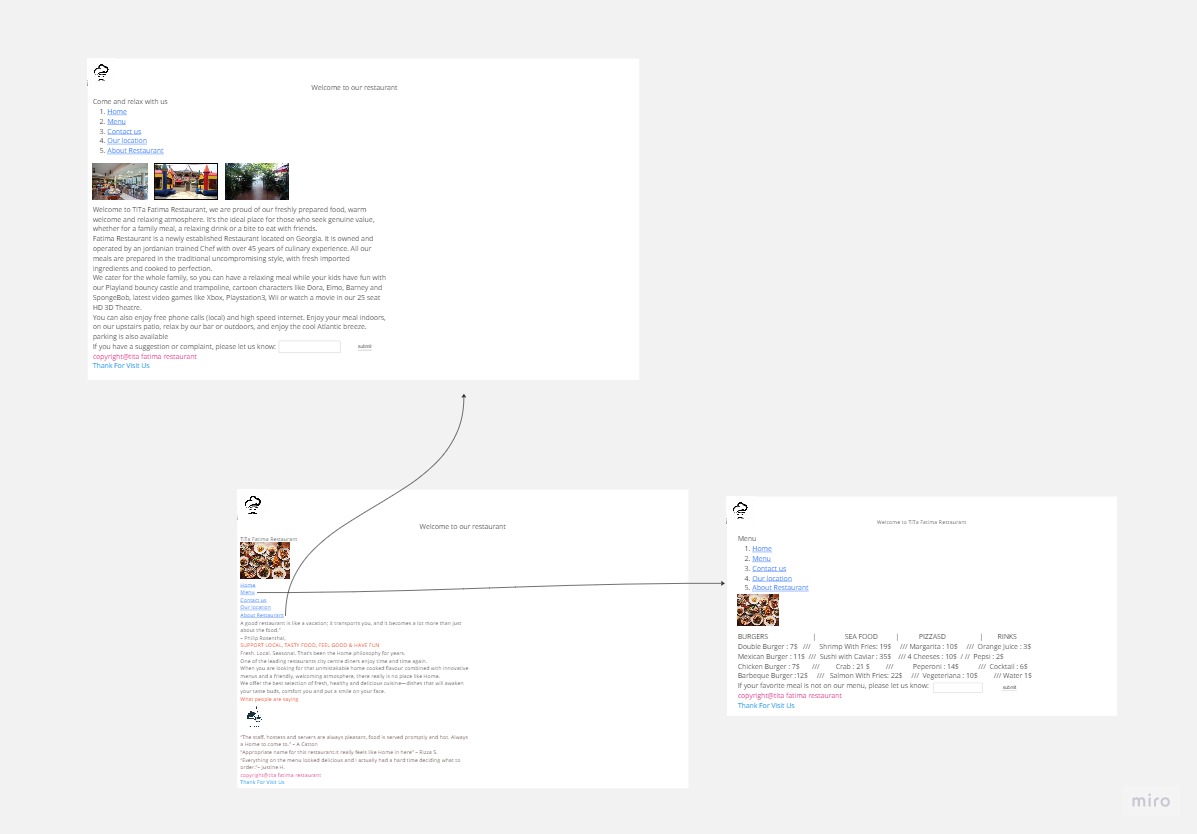 Welcome to our restaurant
Come and relax with us
1. Home
2. Menu
3. Contact us
4. Our location
5. About Restaurant
Welcome to TiTa Fatima Restaurant, we are proud of our freshly prepared food, warm
welcome and relaxing atmosphere. It's the ideal place for those who seek genuine value,
whether for a family meal, a relaxing drink or a bite to eat with friends.
Fatima Restaurant is a newly established Restaurant located on Georgia. It is owned and
operated by an jordanian trained Chef with over 45 years of culinary experience. All our
meals are prepared in the traditional uncompromising style, with fresh imported
ingredients and cooked to perfection.
We cater for the whole family, so you can have a relaxing meal while your kids have fun with
our Playland bouncy castle and trampoline, cartoon characters like Dora, Elmo, Barney and
SpongeBob, latest video games like Xbox, Playstation3, Wii or watch a movie in our 25 seat
HD 3D Theatre.
You can also enjoy free phone calls (local) and high speed internet. Enjoy your meal indoors,
on our upstairs patio, relax by our bar or outdoors, and enjoy the cool Atlantic breeze.
parking is also available
If you have a suggestion or complaint, please let us know: submit
copyright@tita fatima restaurant
Thank For Visit Us
Welcome to our restaurant
TiTa Fatima Restaurant
Home
Menu
Contact us
Our location
About Restaurant
A good restaurant is like a vacation; it transports you, and it becomes a lot more than just
about the food."
– Philip Rosenthal,
SUPPORT LOCAL, TASTY FOOD, FEEL GOOD & HAVE FUN
Fresh. Local. Seasonal. That's been the Home philosophy for years.
One of the leading restaurants city centre diners enjoy time and time again.
When you are looking for that unmistakable home cooked flavour combined with innovative
menus and a friendly, welcoming atmosphere, there really is no place like Home.
We offer the best selection of fresh, healthy and delicious cuisine—dishes that will awaken
your taste buds, comfort you and put a smile on your face.
What people are saying
"The staff, hostess and servers are always pleasant, food is served promptly and hot. Always
a Home to come to." – A Catton
"Appropriate name for this restaurant it really feels like Home in here" – Rizza S.
"Everything on the menu looked delicious and I actually had a hard time deciding what to
order."– Justine H.
copyright@tita fatima restaurant
Thank For Visit Us
Welcome to TiTa Fatima Restaurant
Menu
1. Home
2. Menu
3. Contact us
4. Our location
5. About Restaurant
BURGERS | SEA FOOD | PIZZASD | RINKS
Double Burger : 7$ /// Shrimp With Fries: 19$ /// Margarita : 10$ /// Orange Juice : 3$
Mexican Burger : 11$ /// Sushi with Caviar : 35$ /// 4 Cheeses : 10$ / // Pepsi : 2$
Chicken Burger : 7$ /// Crab : 21 $ /// Peperoni : 14$ /// Cocktail : 6$
Barbeque Burger :12$ /// Salmon With Fries: 22$ /// Vegeteriana : 10$ /// Water 1$
If your favorite meal is not on our menu, please let us know: submit
copyright@tita fatima restaurant
Thank For Visit Us
miro